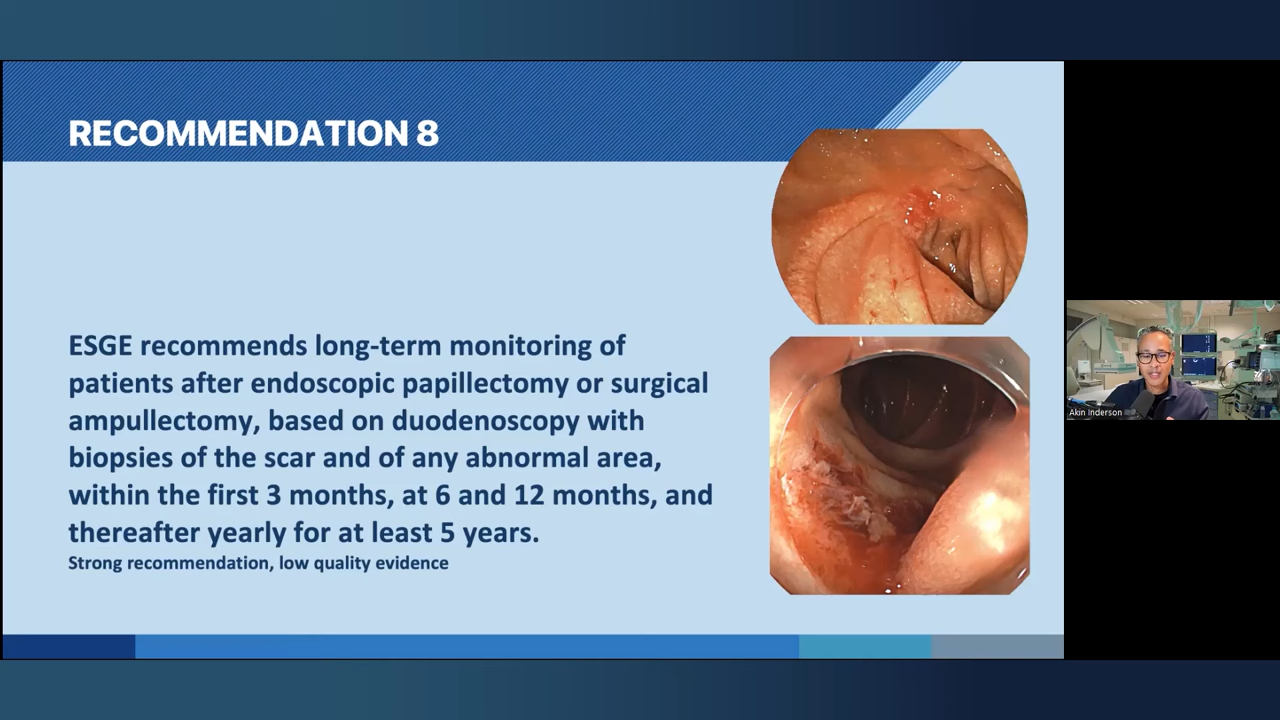 RECOMMENDATION 8
ESGE recommends long-term monitoring of
patients after endoscopic papillectomy or surgical
ampullectomy, based on duodenoscopy with
biopsies of the scar and of any abnormal area,
within the first 3 months, at 6 and 12 months, and
thereafter yearly for at least 5 years.
Strong recommendation, low quality evidence
Akin Inderson